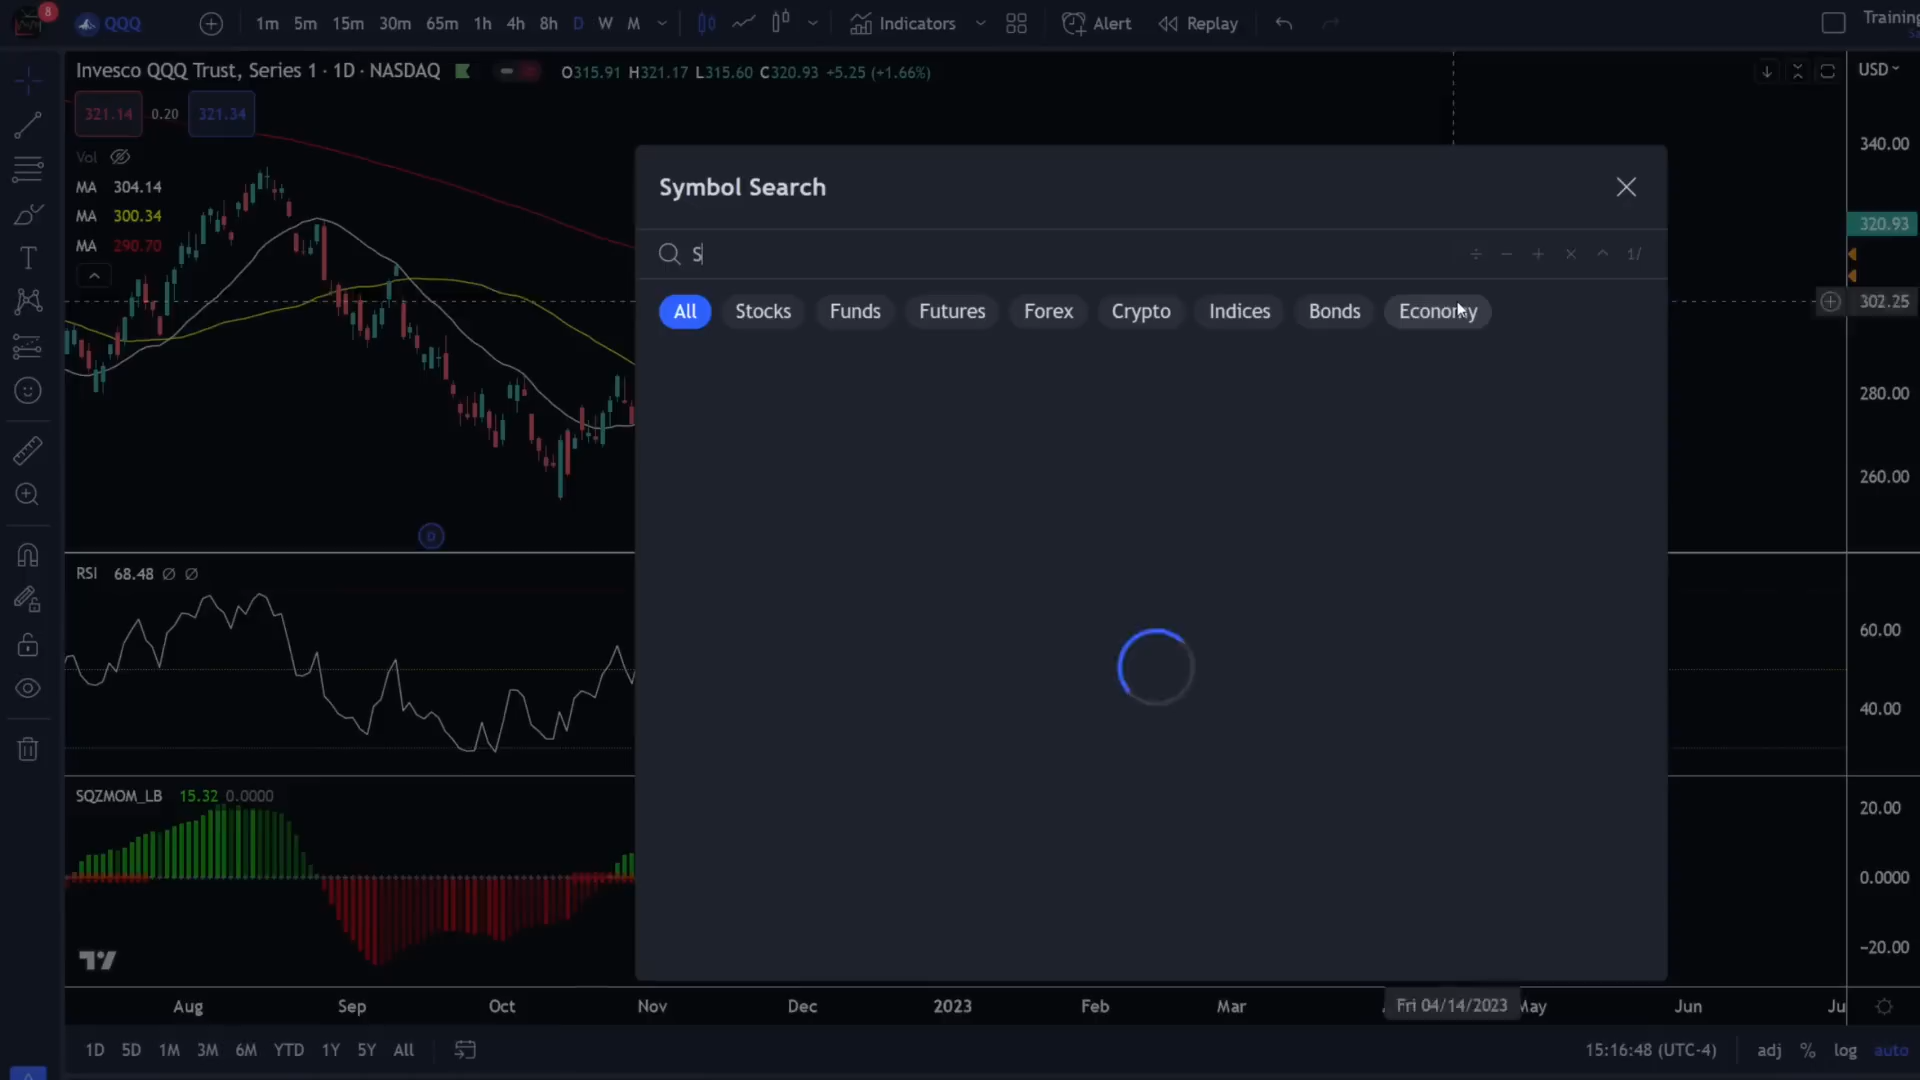 8
QQQ
1m 5m 15m 30m 65m 1h 4h 8h D W M
Indicators
Alert
Replay
Training
Invesco QQQ Trust, Series 1 · 1D · NASDAQ
O315.91 H321.17 L315.60 C320.93 +5.25 (+1.66%)
USD
321.14 0.20 321.34
Vol
MA 304.14
MA 300.34
MA 290.70
340.00
320.93
302.25
280.00
260.00
Symbol Search
S
÷ − + × ^ 1/
All Stocks Funds Futures Forex Crypto Indices Bonds Economy
D
RSI 68.48 ∅ ∅
60.00
40.00
SQZMOM_LB 15.32 0.0000
20.00
0.0000
−20.00
Aug Sep Oct Nov Dec 2023 Feb Mar Fri 04/14/2023 May Jun Ju
1D 5D 1M 3M 6M YTD 1Y 5Y All
15:16:48 (UTC-4) adj % log auto